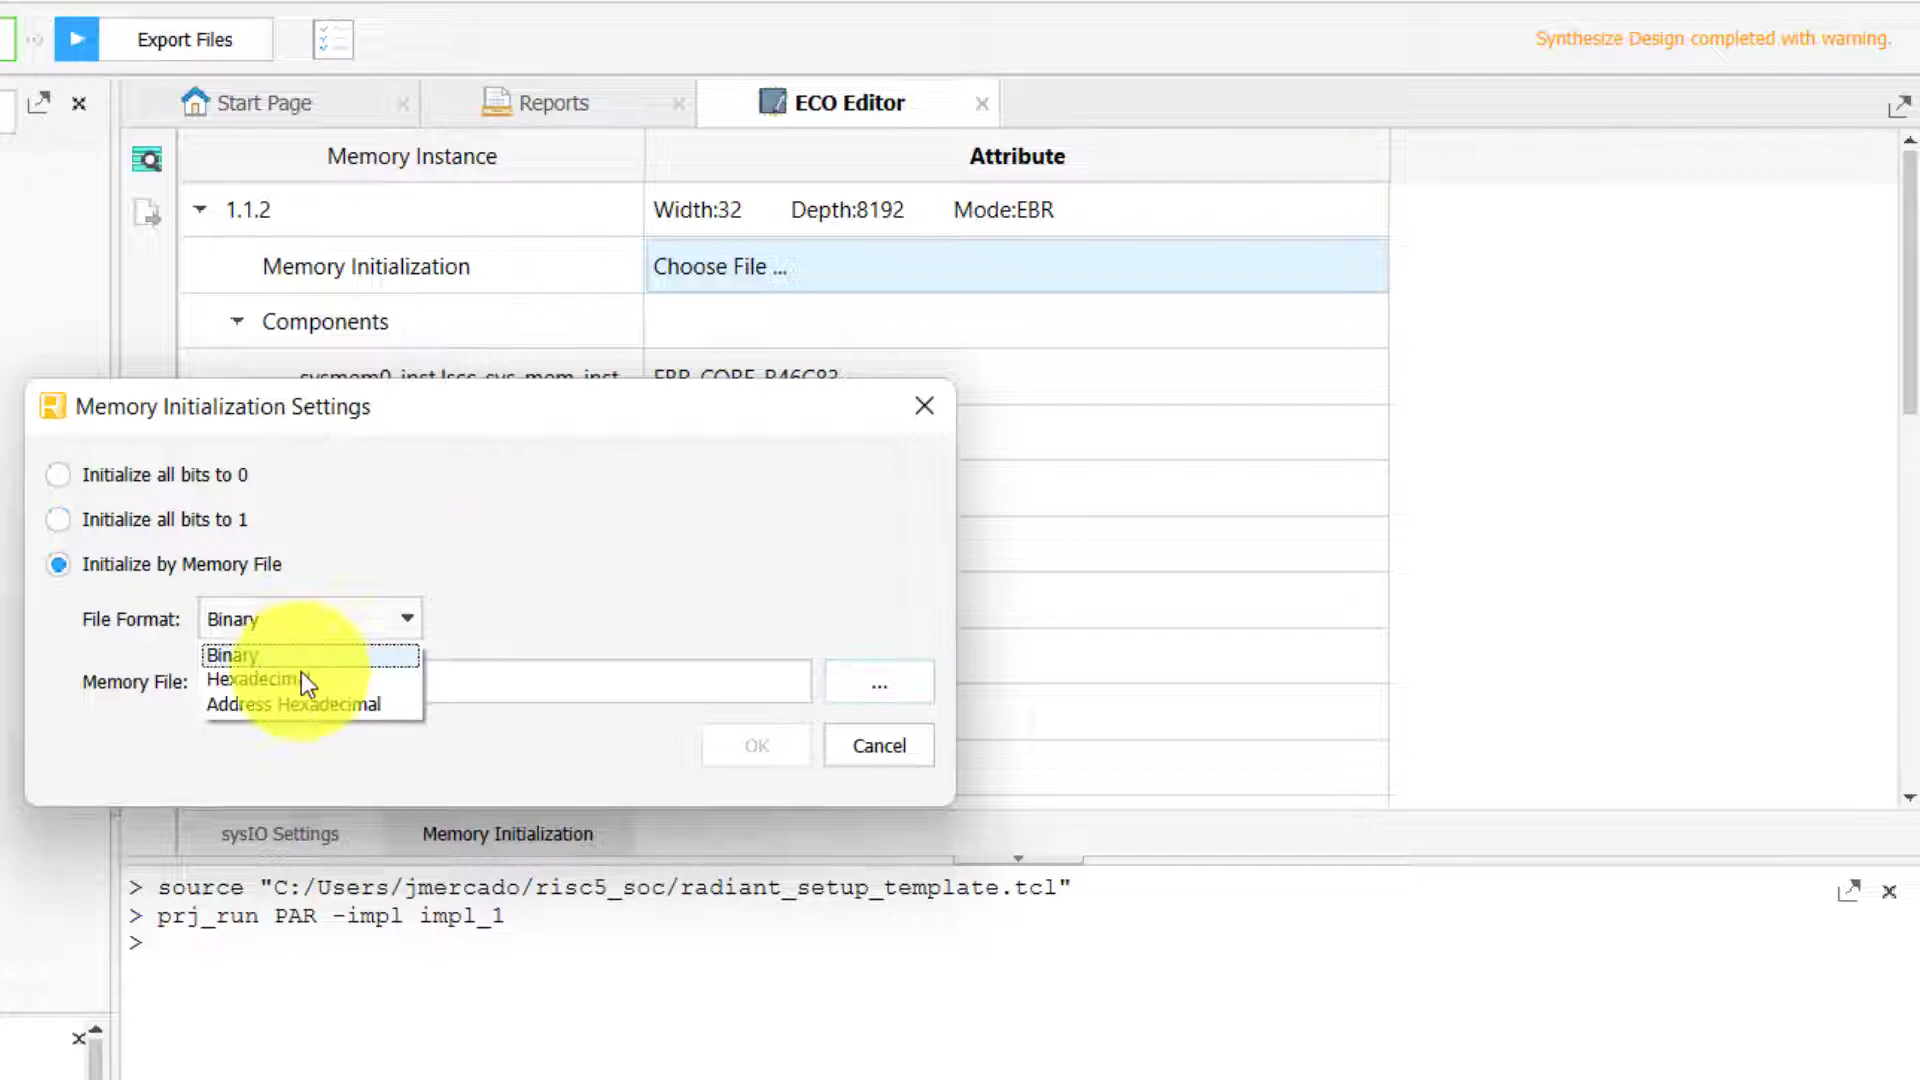 Export Files
Synthesize Design completed with warning.
Start Page
Reports
ECO Editor
Memory Instance
Attribute
1.1.2
Width:32 Depth:8192 Mode:EBR
Memory Initialization
Choose File ...
Components
Memory Initialization Settings
Initialize all bits to 0
Initialize all bits to 1
Initialize by Memory File
File Format: Binary
Binary
Hexadecimal
Address Hexadecimal
Memory File:
...
OK
Cancel
sysIO Settings
Memory Initialization
> source "C:/Users/jmercado/risc5_soc/radiant_setup_template.tcl"
> prj_run PAR -impl impl_1
>